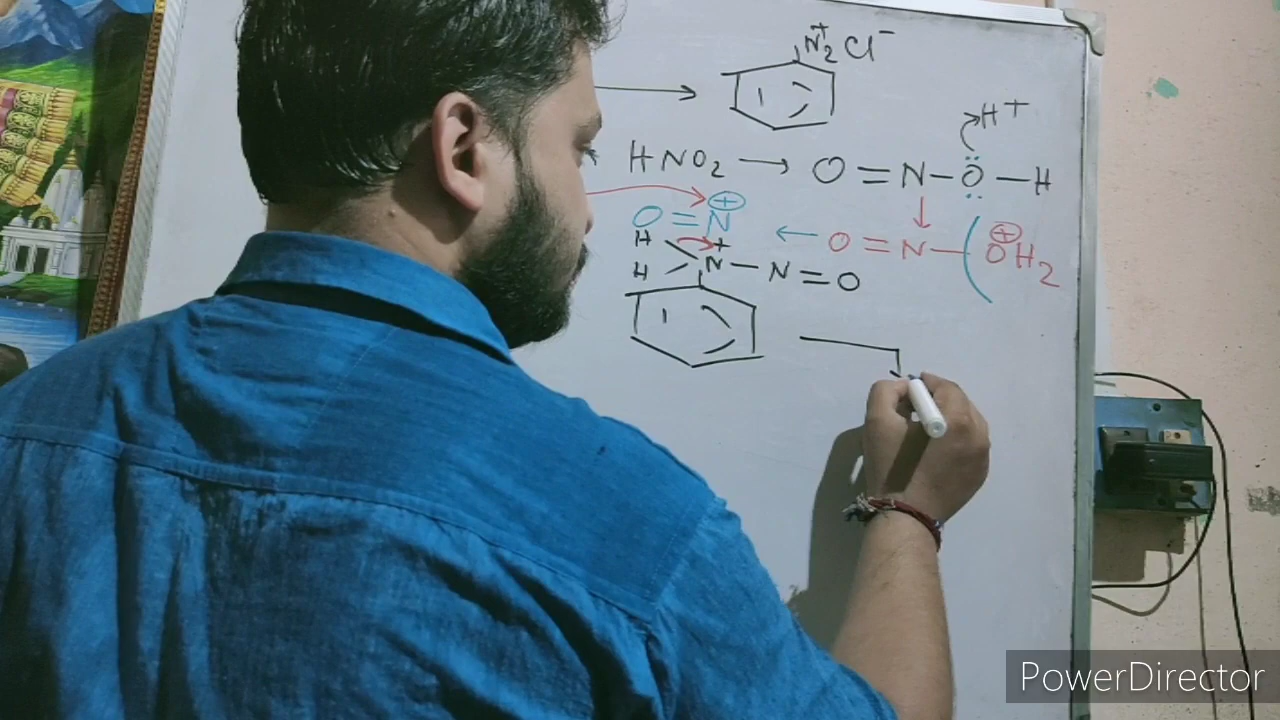 N₂⁺ Cl⁻
H⁺
HNO₂ → O=N–Ö–H
O=N⊕ ← O=N–(⊕OH₂
H
H N⁺–N=O
PowerDirector